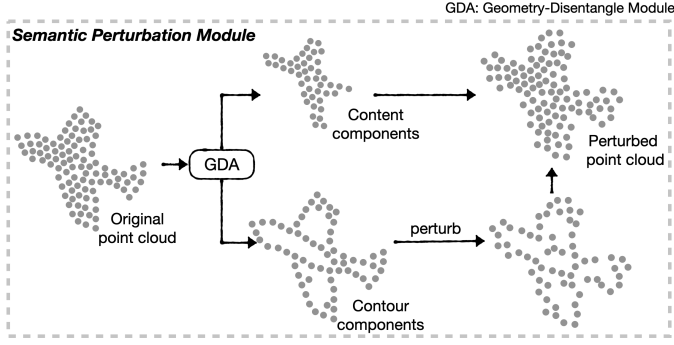 GDA: Geometry-Disentangle Module
Semantic Perturbation Module
Content
components
Perturbed
point cloud
GDA
Original
point cloud
perturb
Contour
components